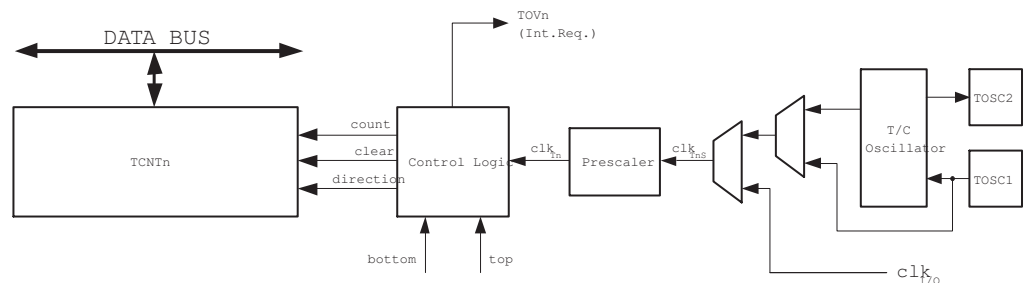 TOVn
(Int.Req.)
DATA BUS
TOSC2
count
T/C
Oscillator
clear
TCNTn
Control Logic
clkTn
Prescaler
clkTnS
direction
TOSC1
bottom
top
clkI/O